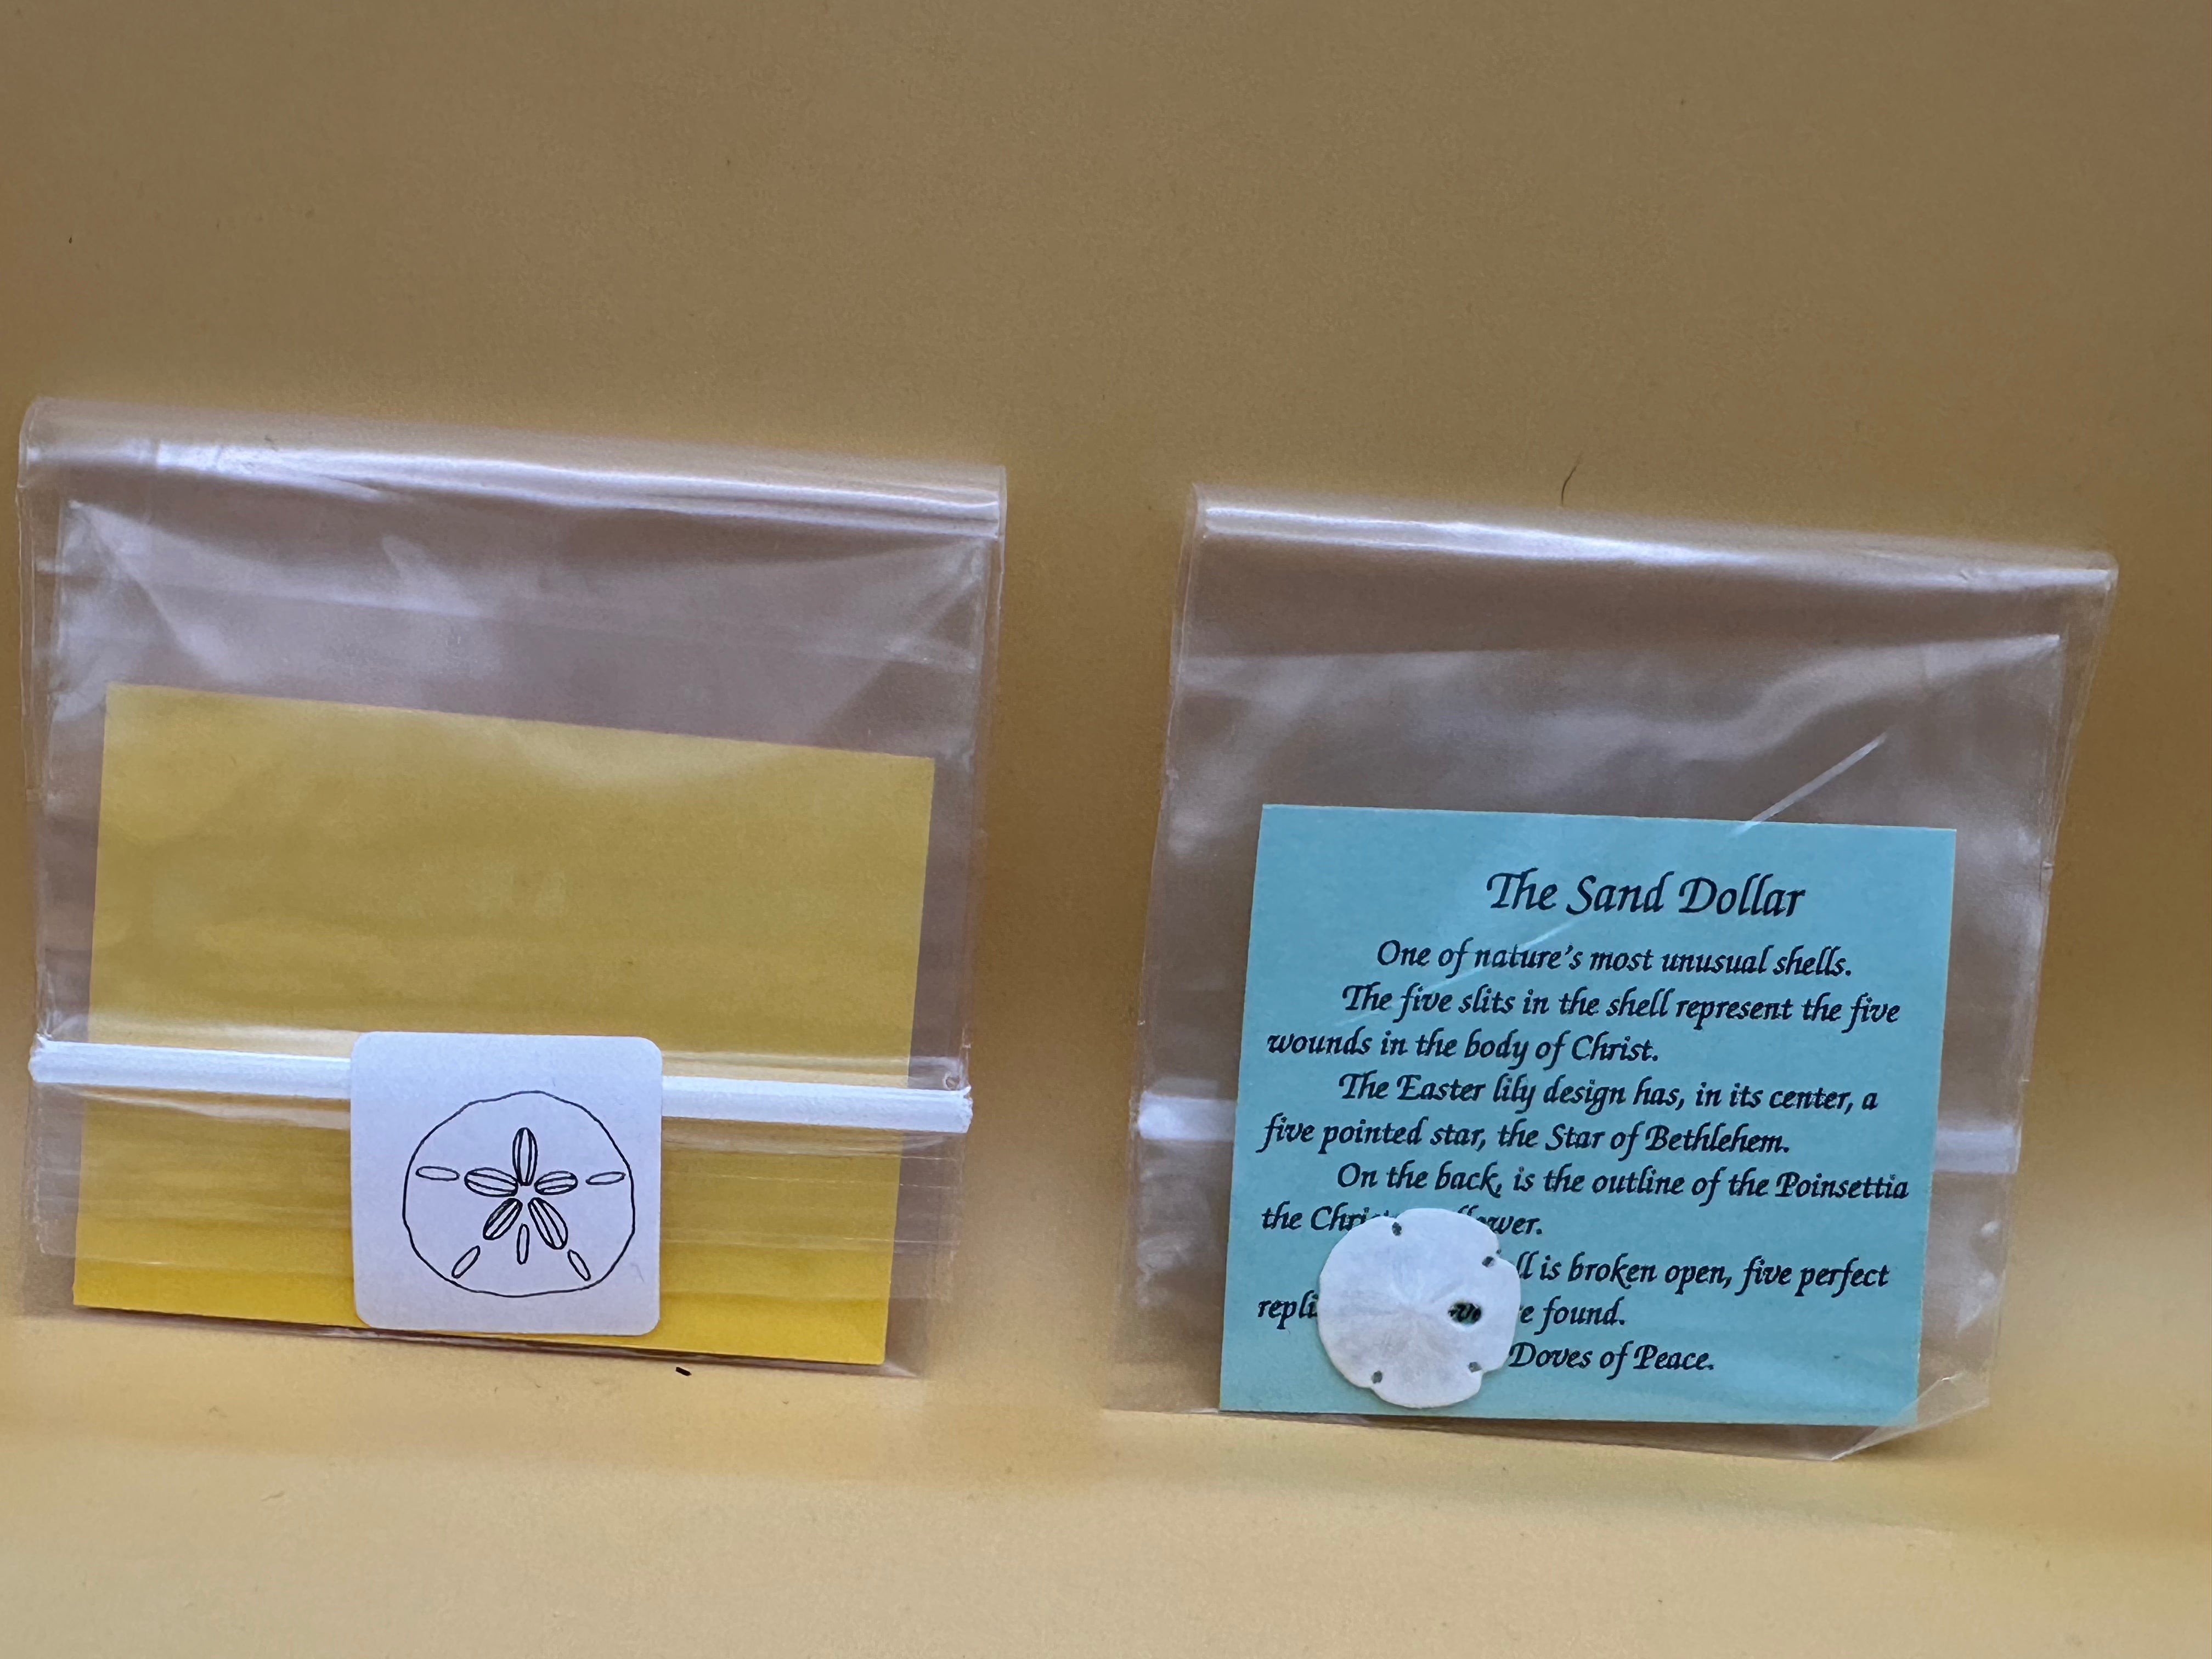 The Sand Dollar
One of nature's most unusual shells.
The five slits in the shell represent the five
wounds in the body of Christ.
The Easter lily design has, in its center, a
five pointed star, the Star of Bethlehem.
On the back, is the outline of the Poinsettia
the
is broken open, five perfect
found.
Doves of Peace.